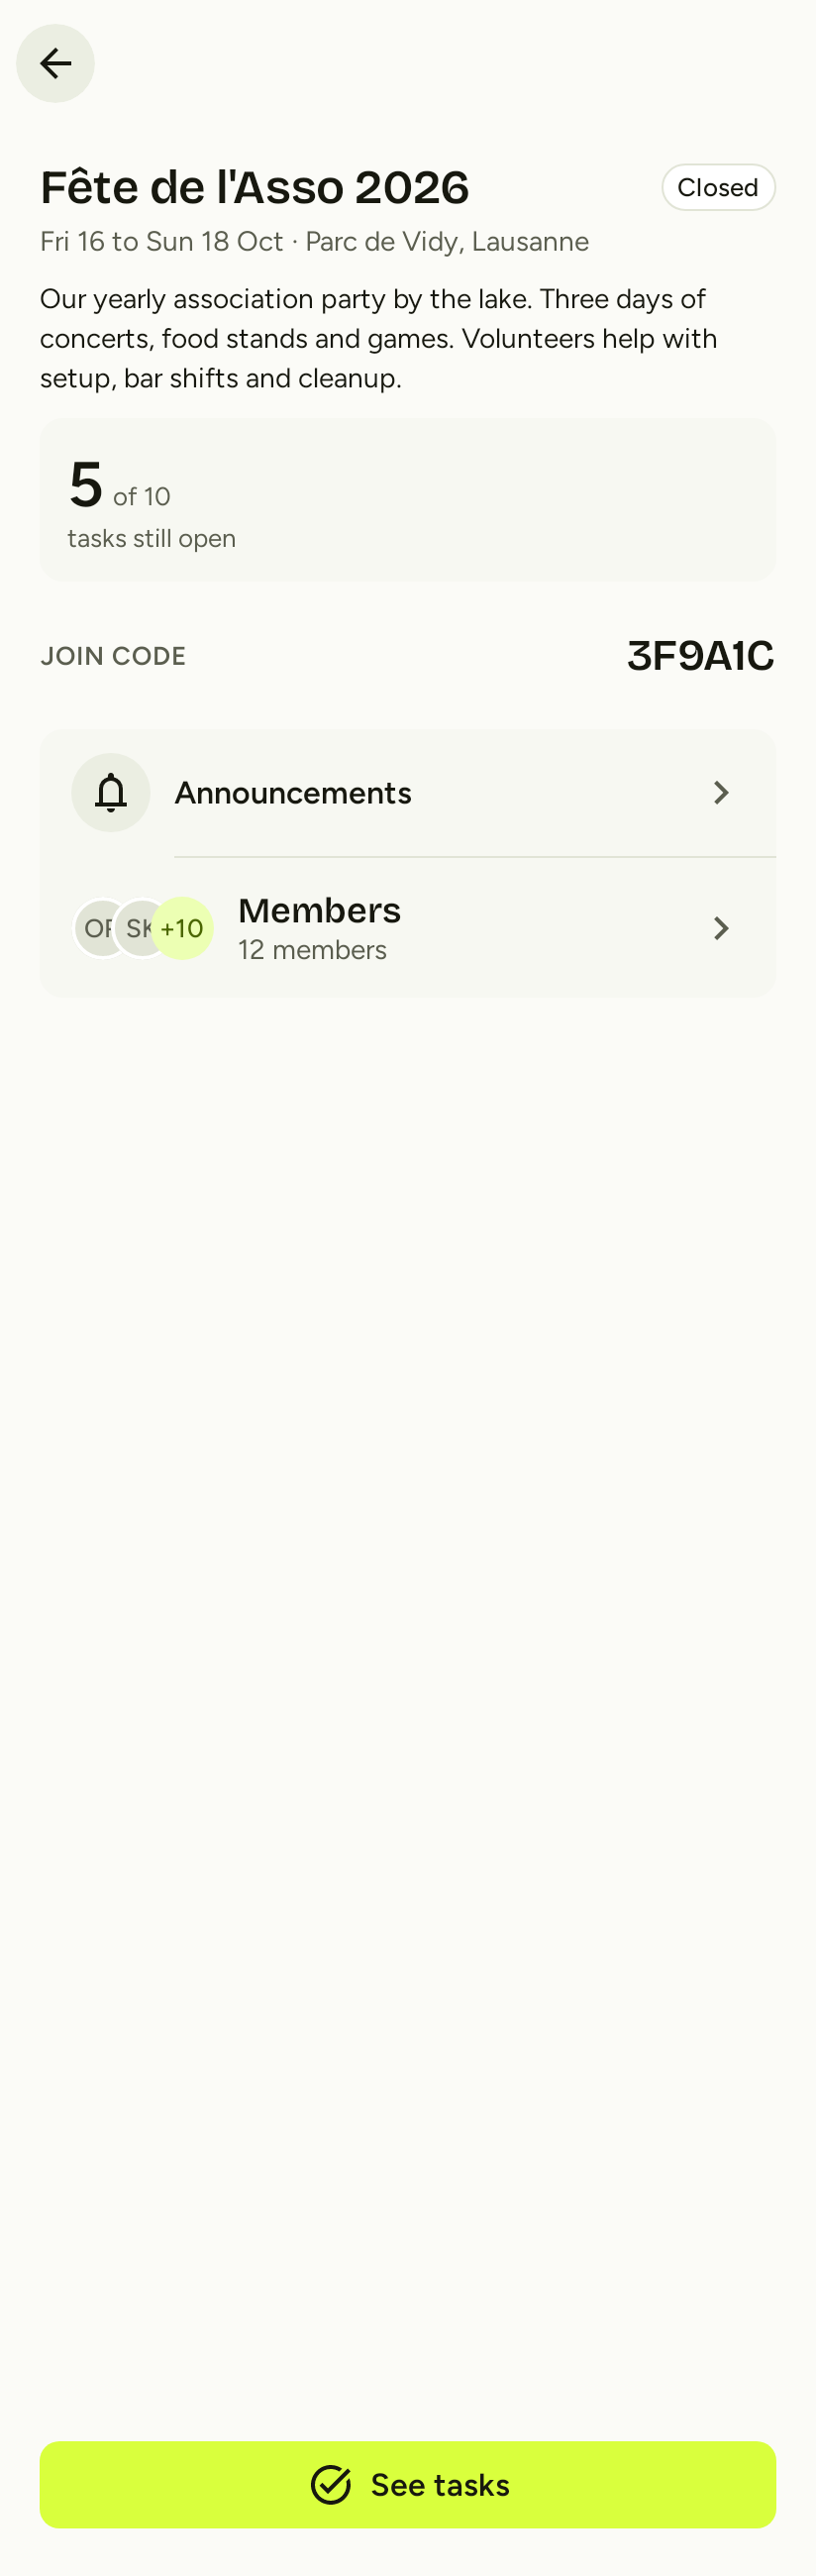 Fête de l'Asso 2026
Closed
Fri 16 to Sun 18 Oct · Parc de Vidy, Lausanne
Our yearly association party by the lake. Three days of
concerts, food stands and games. Volunteers help with
setup, bar shifts and cleanup.
5 of 10
tasks still open
JOIN CODE
3F9A1C
Announcements
SK
+10
Members
12 members
See tasks